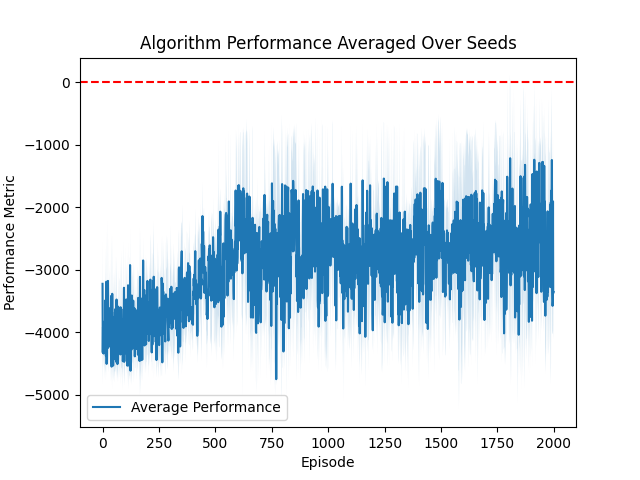 Algorithm Performance Averaged Over Seeds
Performance Metric
0
−1000
−2000
−3000
−4000
−5000
Average Performance
0 250 500 750 1000 1250 1500 1750 2000
Episode